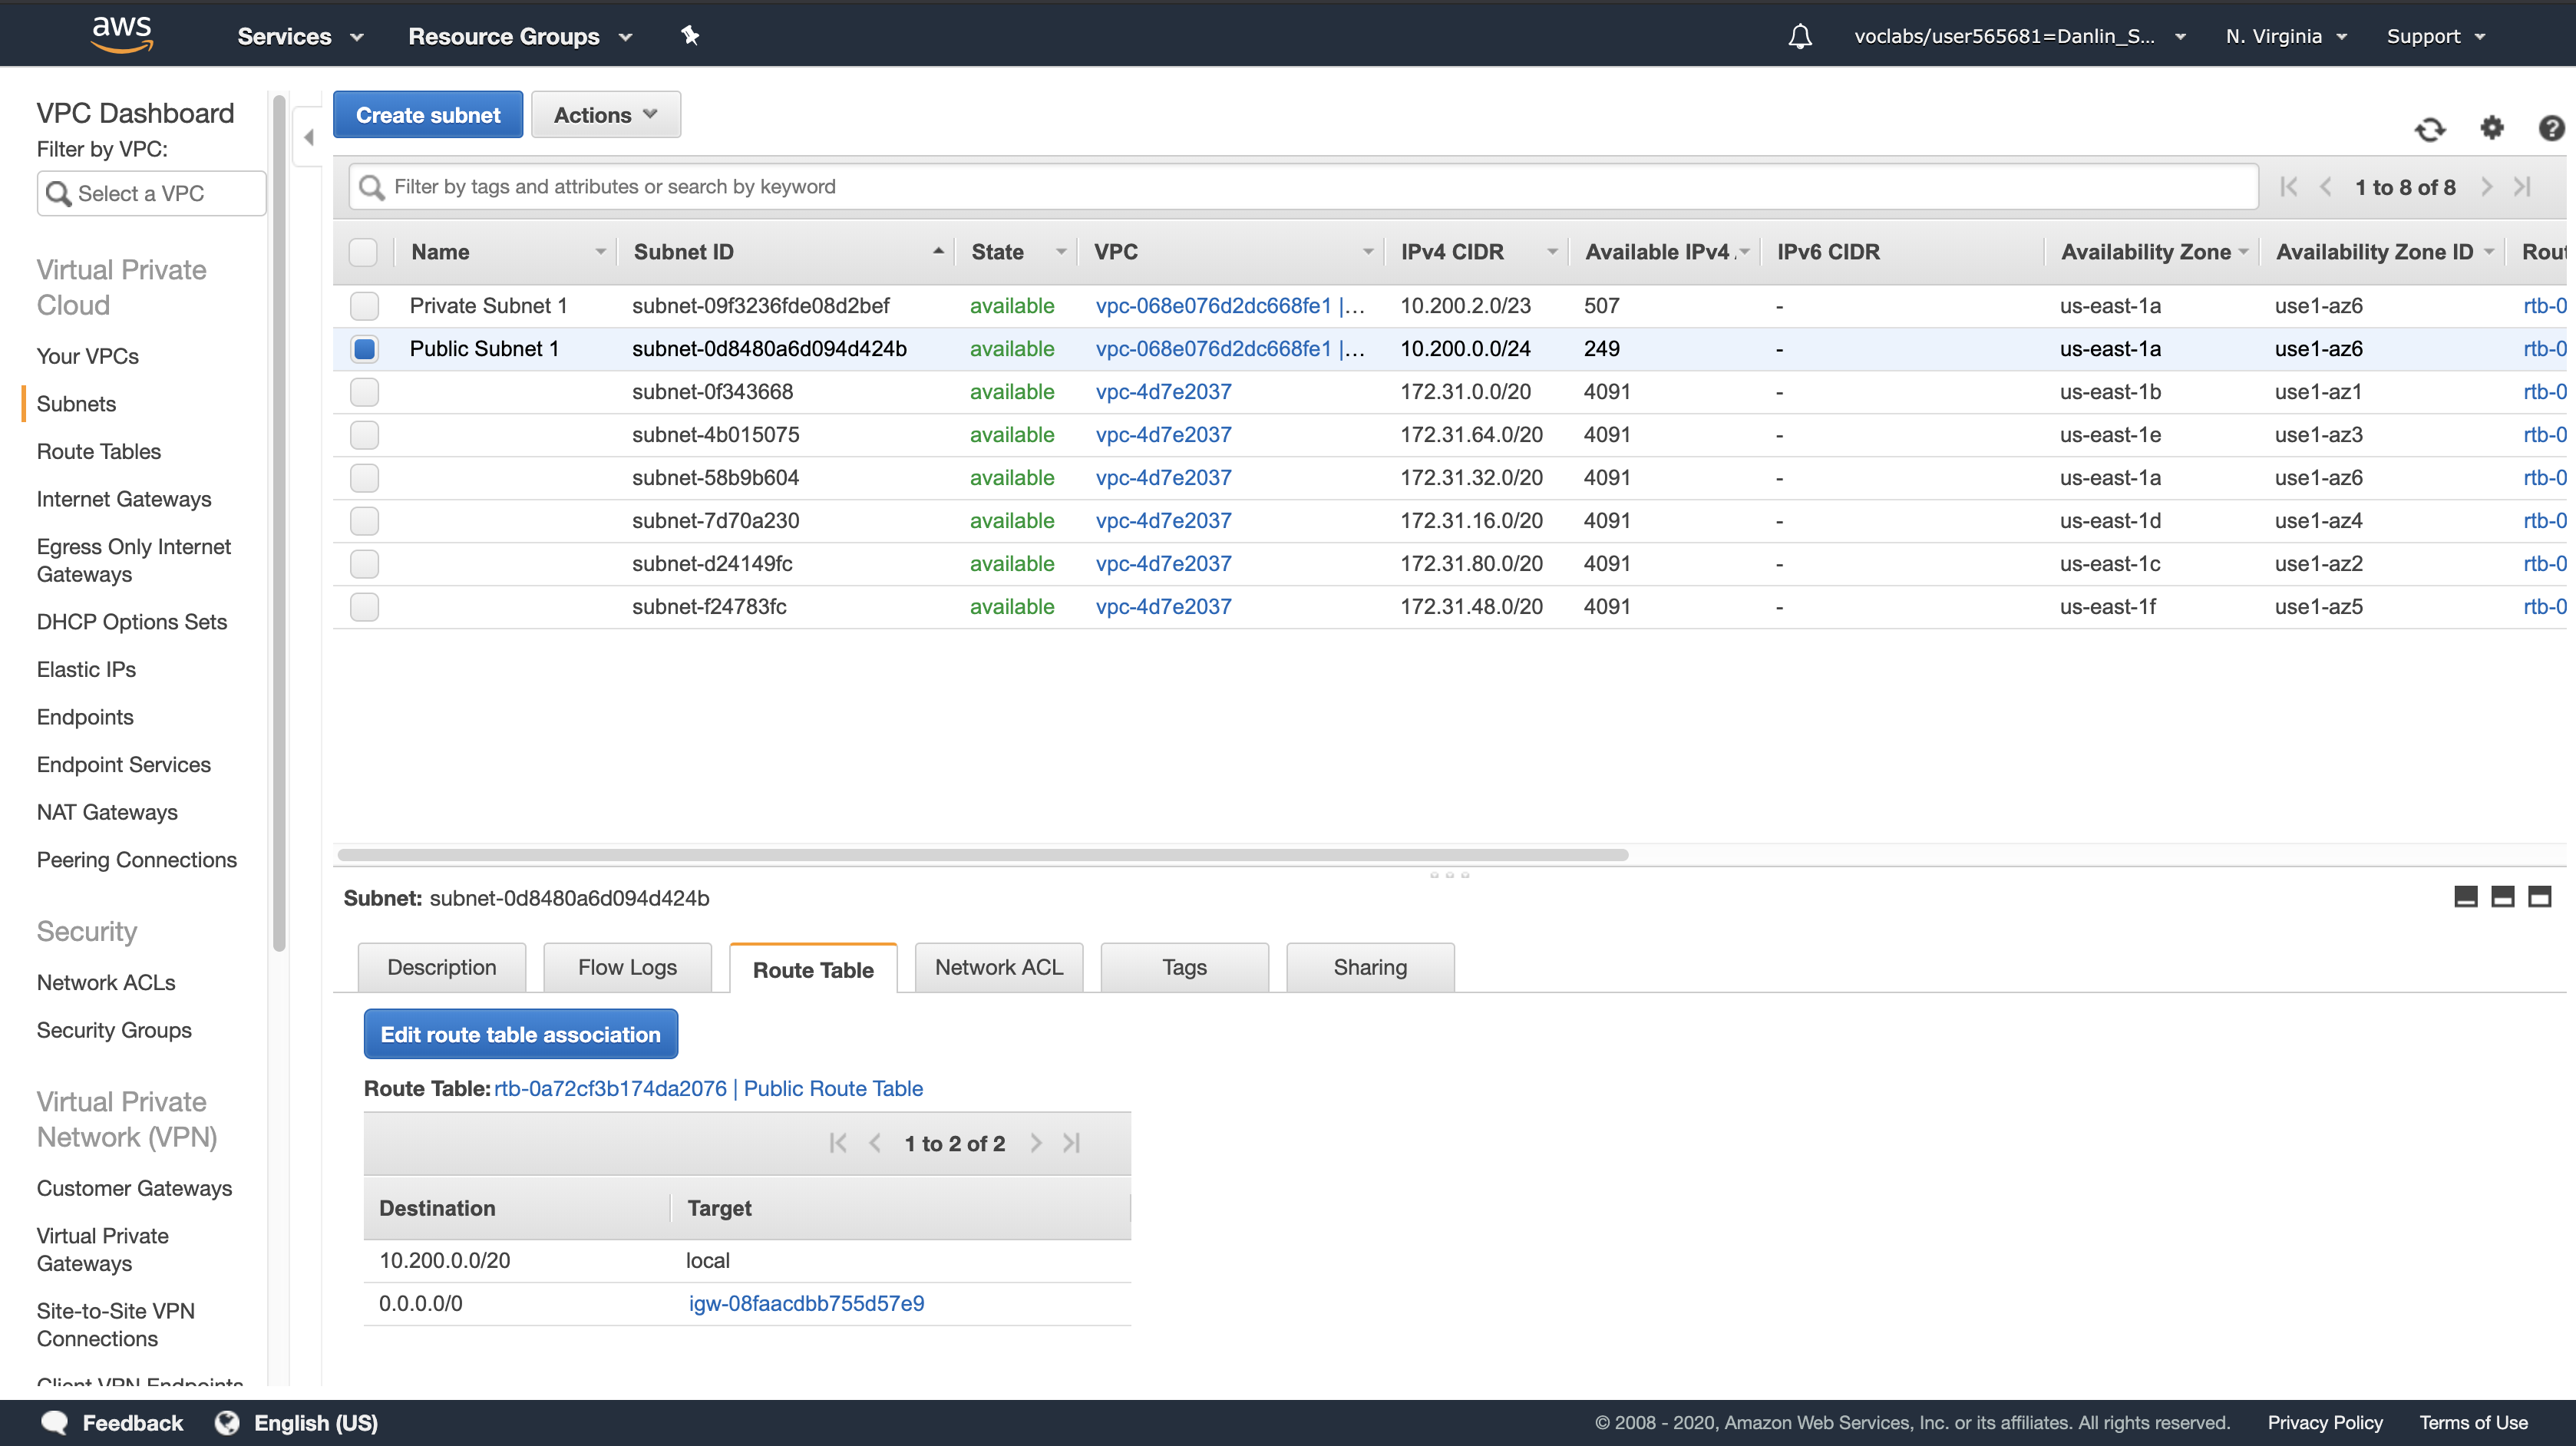 aws Services Resource Groups voclabs/user565681=Danlin_S... N. Virginia Support
VPC Dashboard
Filter by VPC:
Select a VPC
Virtual Private
Cloud
Your VPCs
Subnets
Route Tables
Internet Gateways
Egress Only Internet
Gateways
DHCP Options Sets
Elastic IPs
Endpoints
Endpoint Services
NAT Gateways
Peering Connections
Security
Network ACLs
Security Groups
Virtual Private
Network (VPN)
Customer Gateways
Virtual Private
Gateways
Site-to-Site VPN
Connections
Client VPN Endpoints
Create subnet Actions
Filter by tags and attributes or search by keyword 1 to 8 of 8
Name Subnet ID State VPC IPv4 CIDR Available IPv4 IPv6 CIDR Availability Zone Availability Zone ID Rout
Private Subnet 1 subnet-09f3236fde08d2bef available vpc-068e076d2dc668fe1 |... 10.200.2.0/23 507 - us-east-1a use1-az6 rtb-0
Public Subnet 1 subnet-0d8480a6d094d424b available vpc-068e076d2dc668fe1 |... 10.200.0.0/24 249 - us-east-1a use1-az6 rtb-0
subnet-0f343668 available vpc-4d7e2037 172.31.0.0/20 4091 - us-east-1b use1-az1 rtb-0
subnet-4b015075 available vpc-4d7e2037 172.31.64.0/20 4091 - us-east-1e use1-az3 rtb-0
subnet-58b9b604 available vpc-4d7e2037 172.31.32.0/20 4091 - us-east-1a use1-az6 rtb-0
subnet-7d70a230 available vpc-4d7e2037 172.31.16.0/20 4091 - us-east-1d use1-az4 rtb-0
subnet-d24149fc available vpc-4d7e2037 172.31.80.0/20 4091 - us-east-1c use1-az2 rtb-0
subnet-f24783fc available vpc-4d7e2037 172.31.48.0/20 4091 - us-east-1f use1-az5 rtb-0
Subnet: subnet-0d8480a6d094d424b
Description Flow Logs Route Table Network ACL Tags Sharing
Edit route table association
Route Table: rtb-0a72cf3b174da2076 | Public Route Table
1 to 2 of 2
Destination Target
10.200.0.0/20 local
0.0.0.0/0 igw-08faacdbb755d57e9
Feedback English (US) © 2008 - 2020, Amazon Web Services, Inc. or its affiliates. All rights reserved. Privacy Policy Terms of Use